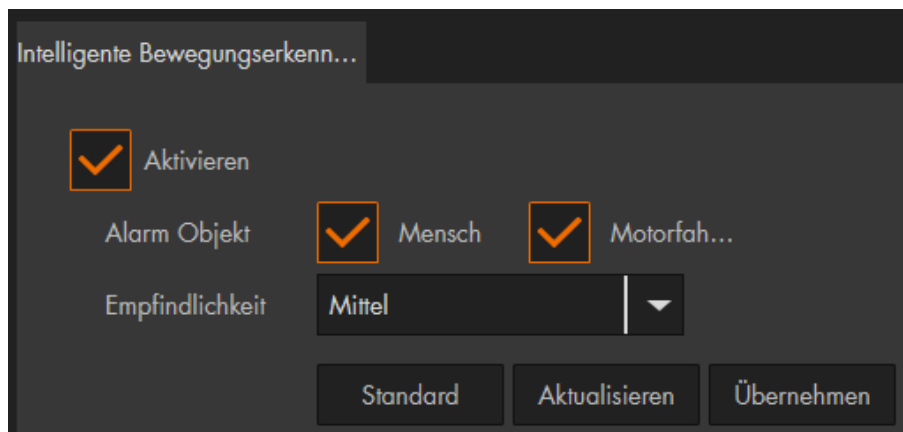 Intelligente Bewegungserkenn...
Aktivieren
Alarm Objekt Mensch Motorfah...
Empfindlichkeit Mittel
Standard Aktualisieren Übernehmen